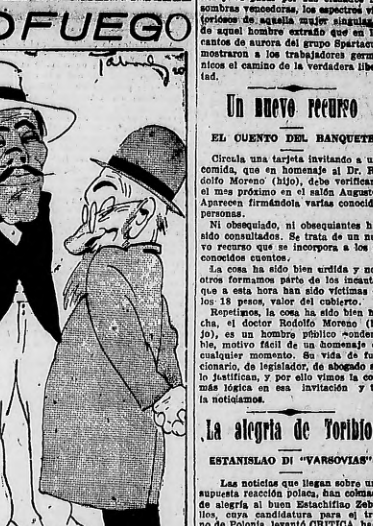 OFUEGO
sombras vencedoras, los espectros vi
toriosos de aquella mujer singular
de aquel hombre extraño que en l
cantos de aurora del grupo Spartacu
mostraron a los trabajadores germ
nicos el camino de la verdadera libe
tad.
Un nuevo recurso
EL CUENTO DEL BANQUETE
Circula una tarjeta invitando a u
comida, que en homenaje al Dr. R
dolfo Moreno (hijo), debe verificar
el mes próximo en el salón August
Aparecen firmándola varias conocid
personas.
Ni obsequiado, ni obsequiantes h
sido consultados. Se trata de un nu
vo recurso que se incorpora a los
conocidos cuentos.
La cosa ha sido bien urdida y no
otros formamos parte de los incaut
que a esta hora han sido víctimas
los 18 pesos, valor del cubierto.
Repetimos, la cosa ha sido bien h
cha, el doctor Rodolfo Moreno (h
jo), es un hombre público ponder
ble, motivo fácil de un homenaje
cualquier momento. Su vida de fu
cionario, de legislador, de abogado
lo justifican, y por ello vimos la co
más lógica en esa invitación y
la noticiamos.
La alegria de Toribio
ESTANISLAO DI "VARSOVIAS"
Las noticias que llegan sobre un
supuesta reacción polaca, han colma
de alegría al buen Estachiflao Zeb
llos, cuya candidatura para el tr
no de Polonia levantó CRITICA